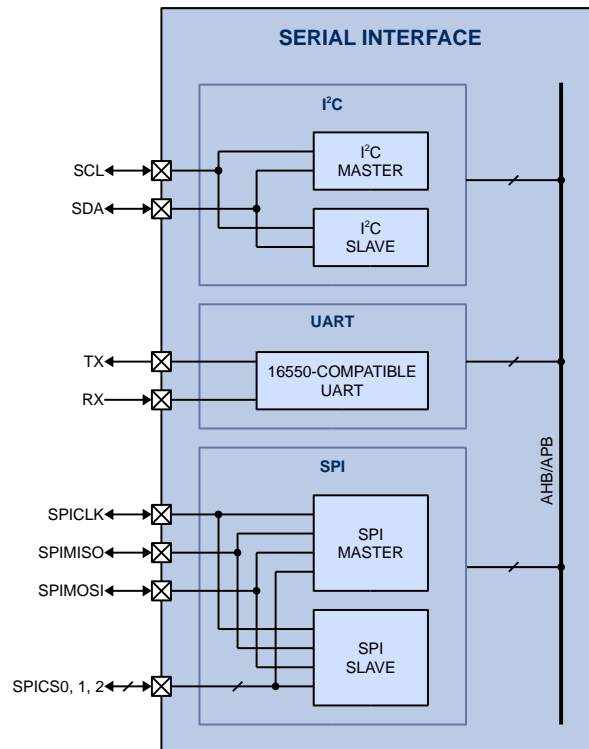 SERIAL INTERFACE
I²C
I²C
MASTER
SCL
SDA
I²C
SLAVE
UART
TX
16550-COMPATIBLE
UART
RX
AHB/APB
SPI
SPICLK
SPI
MASTER
SPIMISO
SPIMOSI
SPI
SLAVE
SPICS0, 1, 2